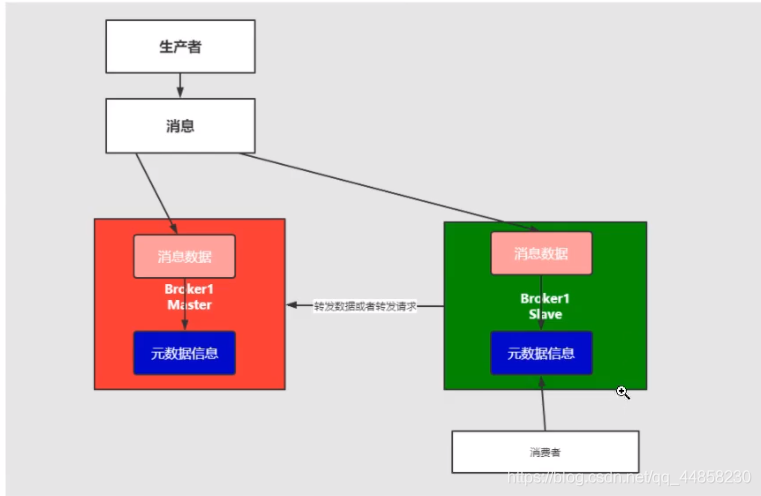 生产者
消息
消息数据
Broker1
Master
元数据信息
转发数据或者转发请求
消息数据
Broker1
Slave
元数据信息
消费者
https://blog.csdn.net/qq_44858230